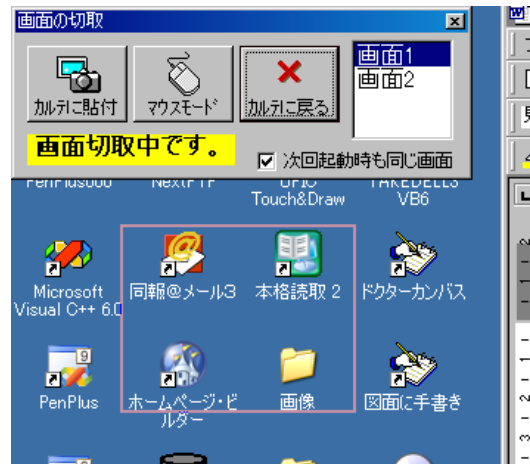 画面の切取
画面1
画面2
カルテに貼付
マウスモード
カルテに戻る
画面切取中です。
次回起動時も同じ画面
NextFTP
Touch&Draw
VB6
Microsoft
Visual C++ 6.0
同報@メール3
本格読取 2
ドクターカンバス
PenPlus
ホームページ・ビ
ルダー
画像
図面に手書き